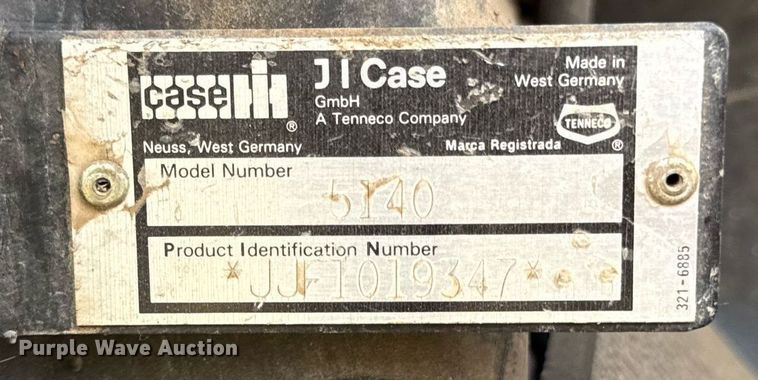 case IH ®
J I Case
GmbH
A Tenneco Company
Made in
West Germany
TENNECO ®
Neuss, West Germany
Marca Registrada
Model Number
5140
Product Identification Number
*JJF1019347*
321-6885
Purple Wave Auction